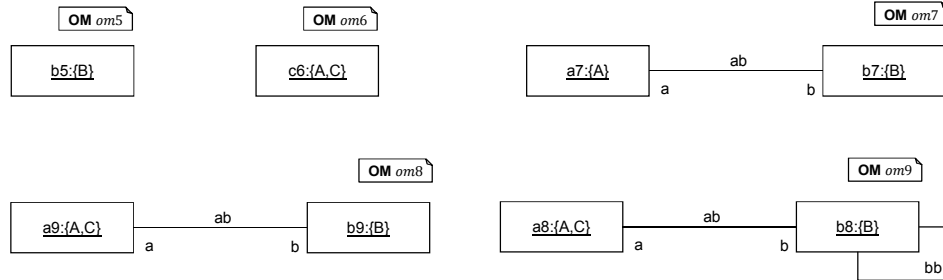 OM om5
OM om6
OM om7
b5:{B}
c6:{A,C}
a7:{A}
ab
b7:{B}
a
b
OM om8
OM om9
a9:{A,C}
ab
b9:{B}
a
b
a8:{A,C}
ab
b8:{B}
a
b
bb